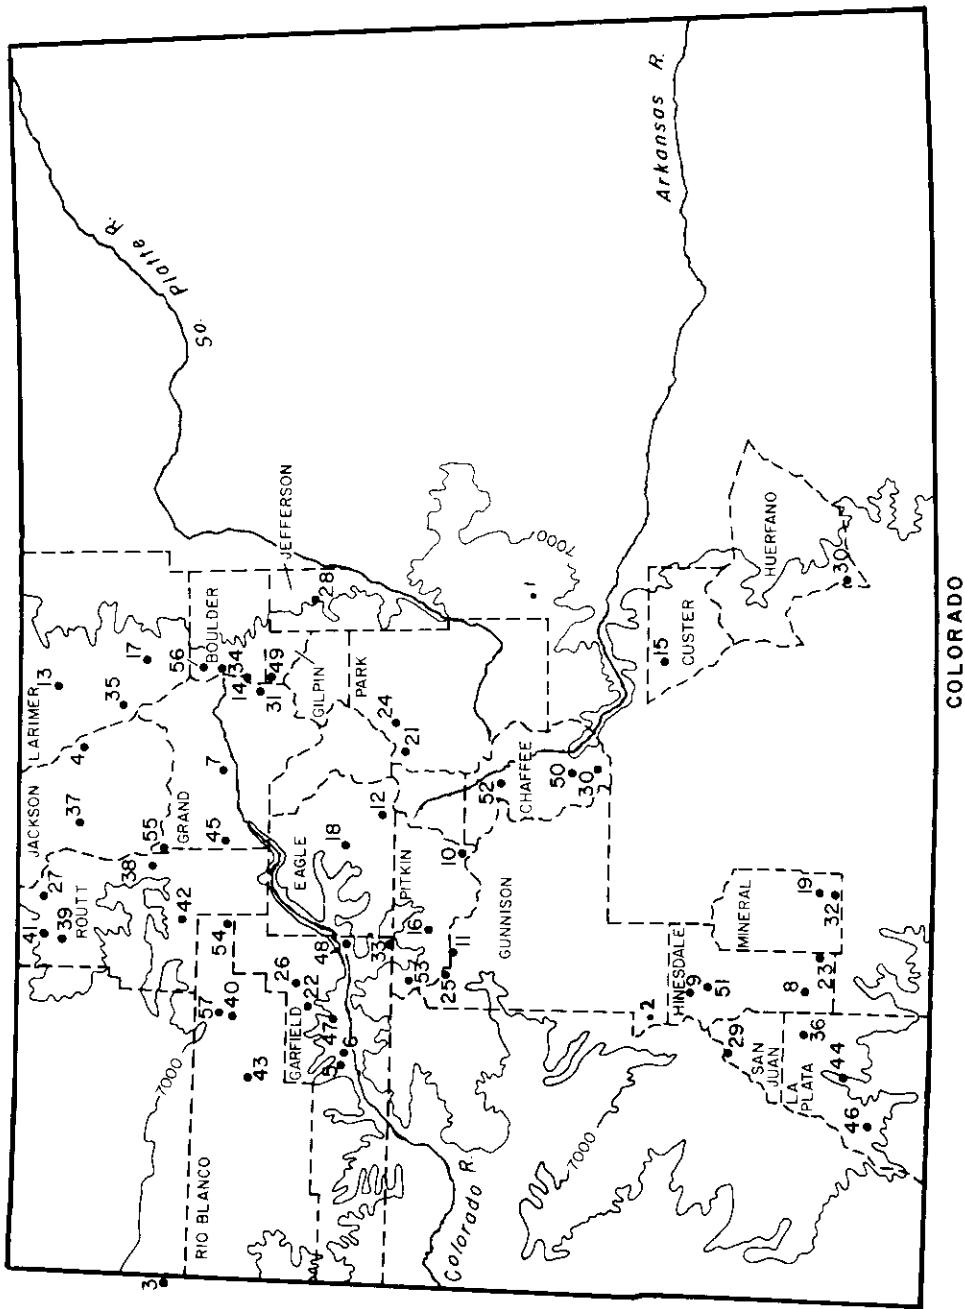 COLORADO
So. Platte R.
Arkansas R.
Colorado R.
7000
7000
7000
JACKSON
LARIMER
ROUTT
GRAND
BOULDER
JEFFERSON
GILPIN
PARK
EAGLE
PITKIN
RIO BLANCO
GARFIELD
GUNNISON
CHAFFEE
CUSTER
HUERFANO
HINESDALE
MINERAL
SAN JUAN
LA PLATA
41
27
39
37
4
13
35
17
38
55
42
45
7
56
34
14
31
49
28
54
57
40
43
26
22
47
6
5
48
33
18
12
24
21
16
10
11
53
25
52
50
30
1
15
30
2
9
51
8
23
19
32
29
36
44
46
3